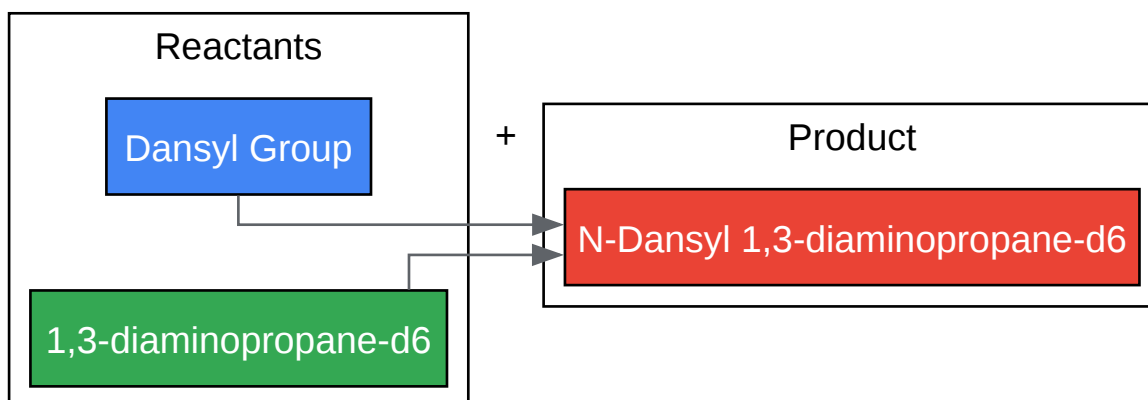 Reactants
Dansyl Group
1,3-diaminopropane-d6
+
Product
N-Dansyl 1,3-diaminopropane-d6